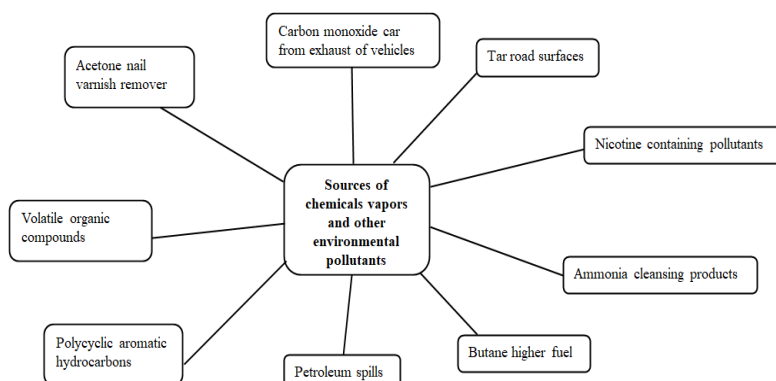 Carbon monoxide car
from exhaust of vehicles
Tar road surfaces
Acetone nail
varnish remover
Nicotine containing pollutants
Sources of
chemicals vapors
and other
environmental
pollutants
Volatile organic
compounds
Ammonia cleansing products
Polycyclic aromatic
hydrocarbons
Butane higher fuel
Petroleum spills